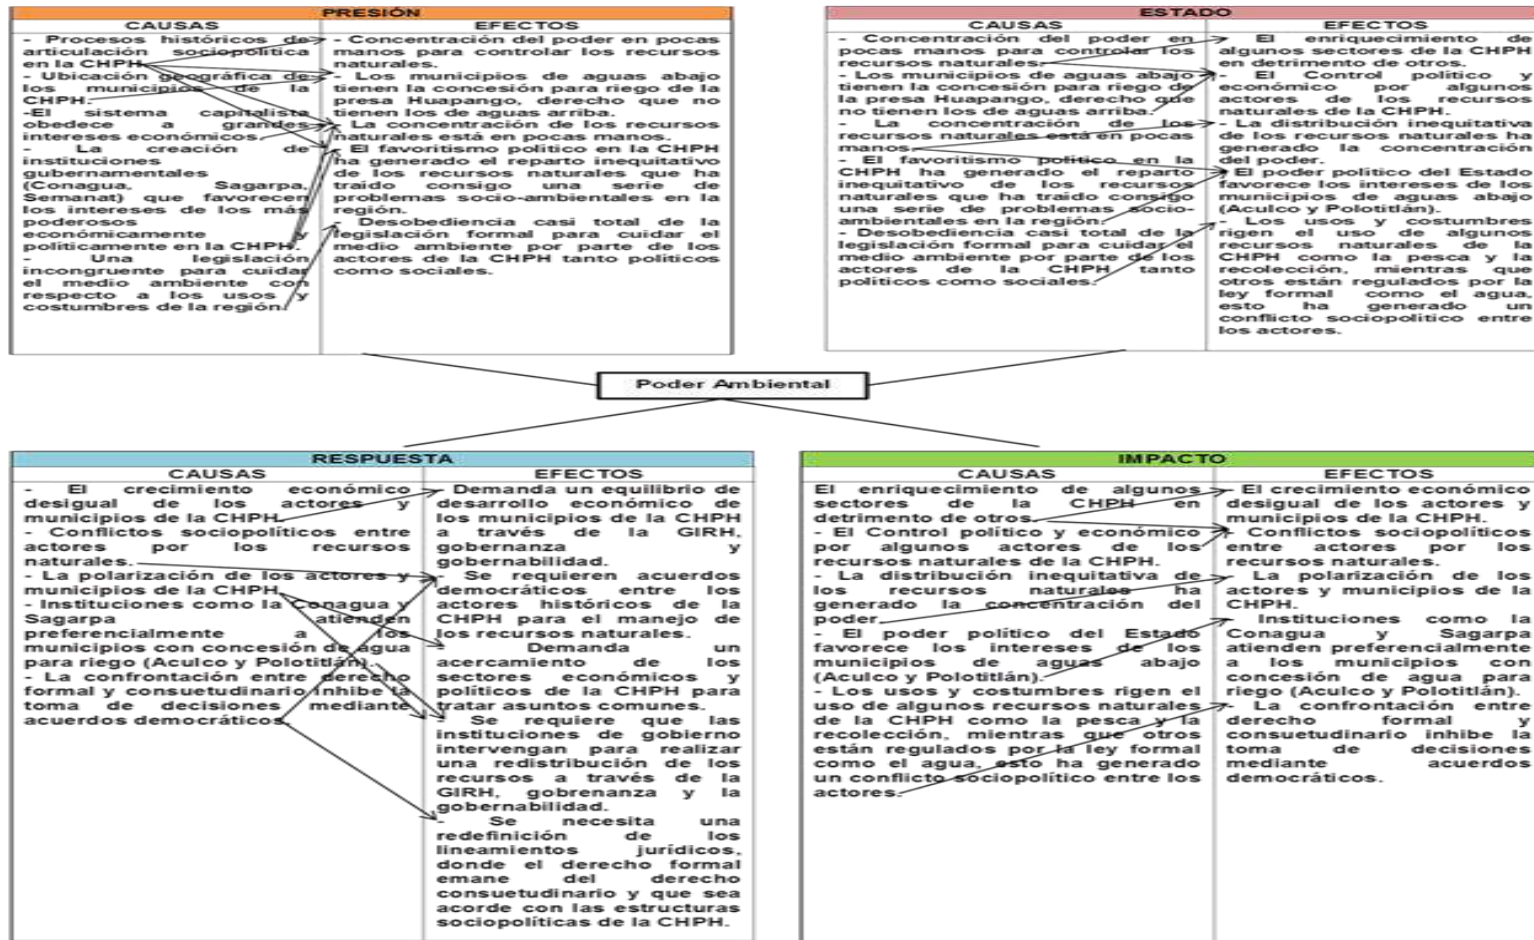 PRESIÓN
CAUSAS
- Procesos históricos de
articulación sociopolítica
en la CHPH.
- Ubicación geográfica de
los municipios de la
CHPH.
-El sistema capitalista
obedece a grandes
intereses económicos.
- La creación de
instituciones
gubernamentales
(Conagua, Sagarpa,
Semanat) que favorecen
los intereses de los más
poderosos
económicamente y
políticamente en la CHPH.
- Una legislación
incongruente para cuidar
el medio ambiente con
respecto a los usos y
costumbres de la región.
EFECTOS
- Concentración del poder en pocas
manos para controlar los recursos
naturales.
- Los municipios de aguas abajo
tienen la concesión para riego de la
presa Huapango, derecho que no
tienen los de aguas arriba.
- La concentración de los recursos
naturales está en pocas manos.
- El favoritismo político en la CHPH
ha generado el reparto inequitativo
de los recursos naturales que ha
traído consigo una serie de
problemas socio-ambientales en la
región.
- Desobediencia casi total de la
legislación formal para cuidar el
medio ambiente por parte de los
actores de la CHPH tanto políticos
como sociales.
ESTADO
CAUSAS
- Concentración del poder en
pocas manos para controlar los
recursos naturales.
- Los municipios de aguas abajo
tienen la concesión para riego de
la presa Huapango, derecho que
no tienen los de aguas arriba.
- La concentración de los
recursos naturales está en pocas
manos.
- El favoritismo político en la
CHPH ha generado el reparto
inequitativo de los recursos
naturales que ha traído consigo
una serie de problemas socio-
ambientales en la región.
- Desobediencia casi total de la
legislación formal para cuidar el
medio ambiente por parte de los
actores de la CHPH tanto
políticos como sociales.
EFECTOS
- El enriquecimiento de
algunos sectores de la CHPH
en detrimento de otros.
- El Control político y
económico por algunos
actores de los recursos
naturales de la CHPH.
- La distribución inequitativa
de los recursos naturales ha
generado la concentración
del poder.
- El poder político del Estado
favorece los intereses de los
municipios de aguas abajo
(Aculco y Polotitlán).
- Los usos y costumbres
rigen el uso de algunos
recursos naturales de la
CHPH como la pesca y la
recolección, mientras que
otros están regulados por la
ley formal como el agua,
esto ha generado un
conflicto sociopolítico entre
los actores.
Poder Ambiental
RESPUESTA
CAUSAS
- El crecimiento económico
desigual de los actores y
municipios de la CHPH.
- Conflictos sociopolíticos entre
actores por los recursos
naturales.
- La polarización de los actores y
municipios de la CHPH.
- Instituciones como la Conagua y
Sagarpa atienden
preferencialmente a los
municipios con concesión de agua
para riego (Aculco y Polotitlán).
- La confrontación entre derecho
formal y consuetudinario inhibe la
toma de decisiones mediante
acuerdos democráticos.
EFECTOS
- Demanda un equilibrio de
desarrollo económico de
los municipios de la CHPH
a través de la GIRH,
gobernanza y
gobernabilidad.
- Se requieren acuerdos
democráticos entre los
actores históricos de la
CHPH para el manejo de
los recursos naturales.
- Demanda un
acercamiento de los
sectores económicos y
políticos de la CHPH para
tratar asuntos comunes.
- Se requiere que las
instituciones de gobierno
intervengan para realizar
una redistribución de los
recursos a través de la
GIRH, gobrenanza y la
gobernabilidad.
- Se necesita una
redefinición de los
lineamientos jurídicos,
donde el derecho formal
emane del derecho
consuetudinario y que sea
acorde con las estructuras
sociopolíticas de la CHPH.
IMPACTO
CAUSAS
El enriquecimiento de algunos
sectores de la CHPH en
detrimento de otros.
- El Control político y económico
por algunos actores de los
recursos naturales de la CHPH.
- La distribución inequitativa de
los recursos naturales ha
generado la concentración del
poder.
- El poder político del Estado
favorece los intereses de los
municipios de aguas abajo
(Aculco y Polotitlán).
- Los usos y costumbres rigen el
uso de algunos recursos naturales
de la CHPH como la pesca y la
recolección, mientras que otros
están regulados por la ley formal
como el agua, esto ha generado
un conflicto sociopolítico entre los
actores.
EFECTOS
- El crecimiento económico
desigual de los actores y
municipios de la CHPH.
- Conflictos sociopolíticos
entre actores por los
recursos naturales.
- La polarización de los
actores y municipios de la
CHPH.
- Instituciones como la
Conagua y Sagarpa
atienden preferencialmente
a los municipios con
concesión de agua para
riego (Aculco y Polotitlán).
- La confrontación entre
derecho formal y
consuetudinario inhibe la
toma de decisiones
mediante acuerdos
democráticos.